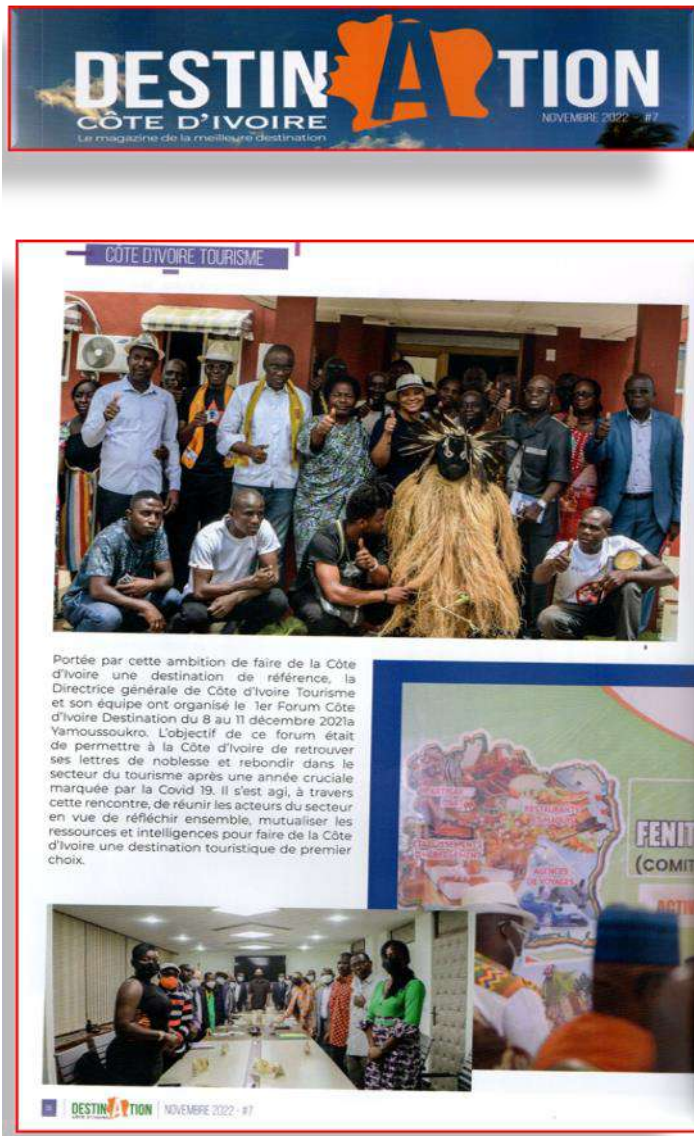 DESTINATION
CÔTE D'IVOIRE
Le magazine de la meilleure destination
NOVEMBRE 2022 - #7
CÔTE D'IVOIRE TOURISME
Portée par cette ambition de faire de la Côte
d'Ivoire une destination de référence, la
Directrice générale de Côte d'Ivoire Tourisme
et son équipe ont organisé le 1er Forum Côte
d'Ivoire Destination du 8 au 11 décembre 2021a
Yamoussoukro. L'objectif de ce forum était
de permettre à la Côte d'Ivoire de retrouver
ses lettres de noblesse et rebondir dans le
secteur du tourisme après une année cruciale
marquée par la Covid 19. Il s'est agi, à travers
cette rencontre, de réunir les acteurs du secteur
en vue de réfléchir ensemble, mutualiser les
ressources et intelligences pour faire de la Côte
d'Ivoire une destination touristique de premier
choix.
AGENCES
DE VOYAGES
FENIT
(COMIT
DESTINATION
CÔTE D'IVOIRE
NOVEMBRE 2022 - #7